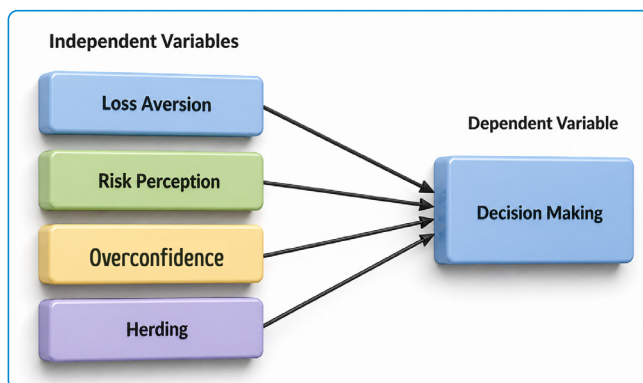 Independent Variables
Loss Aversion
Risk Perception
Overconfidence
Herding
Dependent Variable
Decision Making